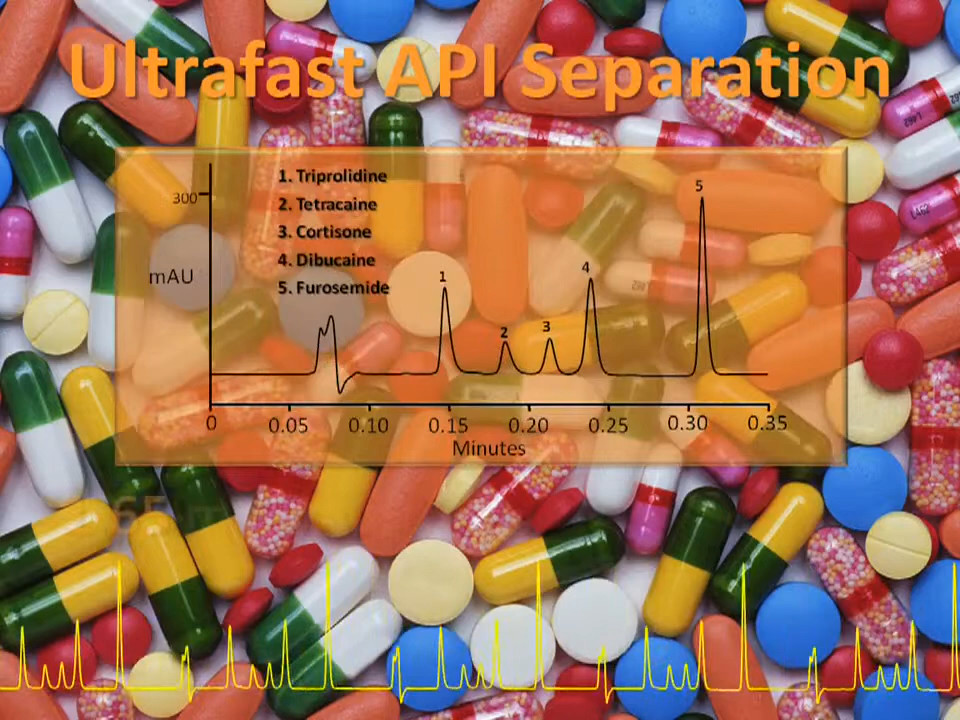 Ultrafast API Separation
1. Triprolidine
2. Tetracaine
3. Cortisone
4. Dibucaine
5. Furosemide
300
mAU
1
2
3
4
5
0 0.05 0.10 0.15 0.20 0.25 0.30 0.35
Minutes